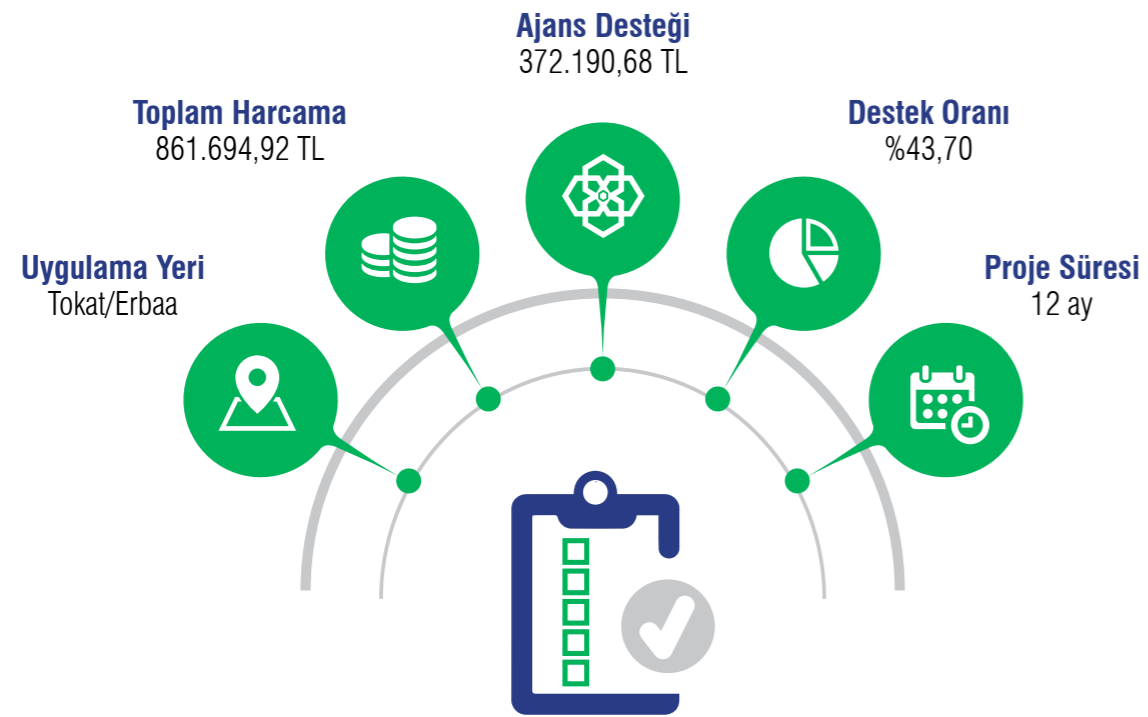 Uygulama Yeri
Tokat/Erbaa
Toplam Harcama
861.694,92 TL
Ajans Desteği
372.190,68 TL
Destek Oranı
%43,70
Proje Süresi
12 ay